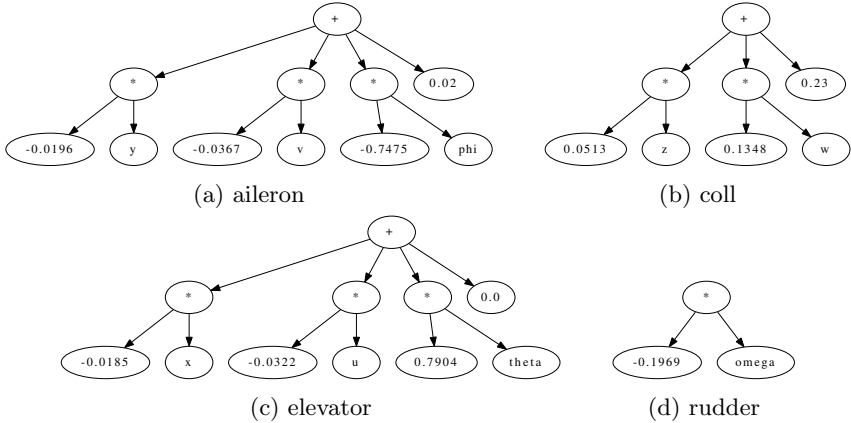 +
+
*
*
*
0.02
*
*
0.23
-0.0196
y
-0.0367
v
-0.7475
phi
0.0513
z
0.1348
w
(a) aileron
(b) coll
+
*
*
*
0.0
*
-0.0185
x
-0.0322
u
0.7904
theta
-0.1969
omega
(c) elevator
(d) rudder